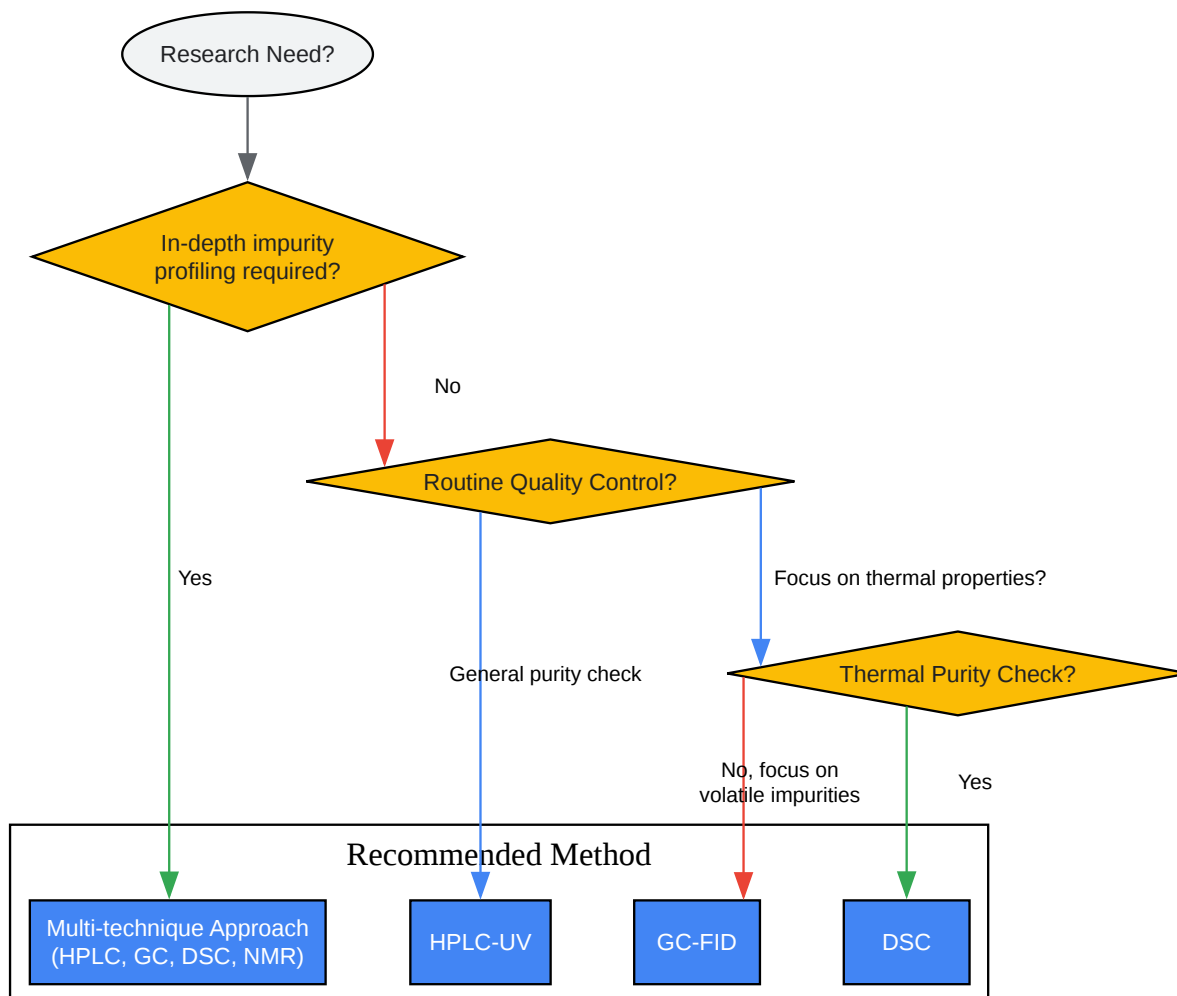 Research Need?
In-depth impurity
profiling required?
No
Routine Quality Control?
Yes
Focus on thermal properties?
General purity check
Thermal Purity Check?
No, focus on
volatile impurities
Yes
Recommended Method
Multi-technique Approach
(HPLC, GC, DSC, NMR)
HPLC-UV
GC-FID
DSC